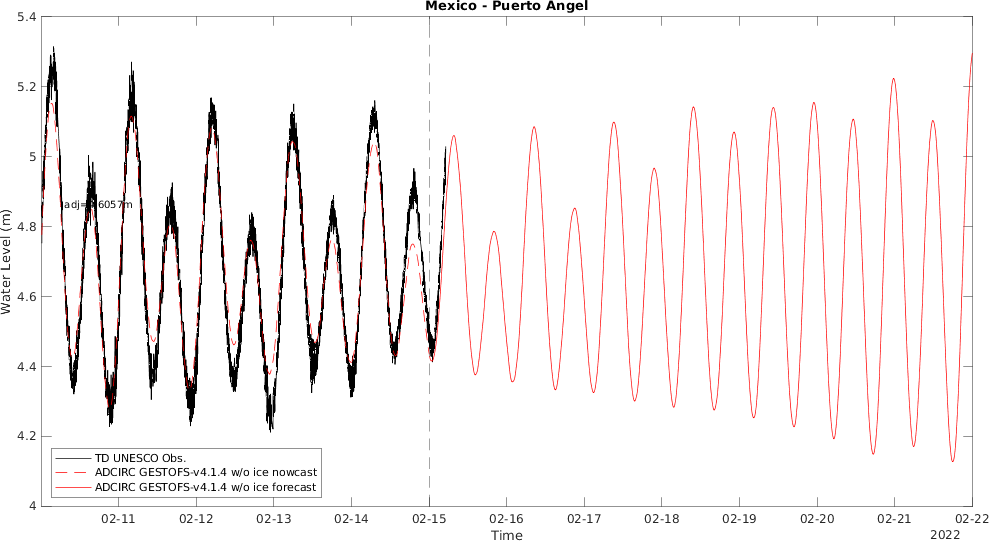 Mexico - Puerto Angel
5.4
5.2
5
4.8
4.6
4.4
4.2
4
Water Level (m)
adj= 6057m
TD UNESCO Obs.
ADCIRC GESTOFS-v4.1.4 w/o ice nowcast
ADCIRC GESTOFS-v4.1.4 w/o ice forecast
02-11 02-12 02-13 02-14 02-15 02-16 02-17 02-18 02-19 02-20 02-21 02-22
Time
2022